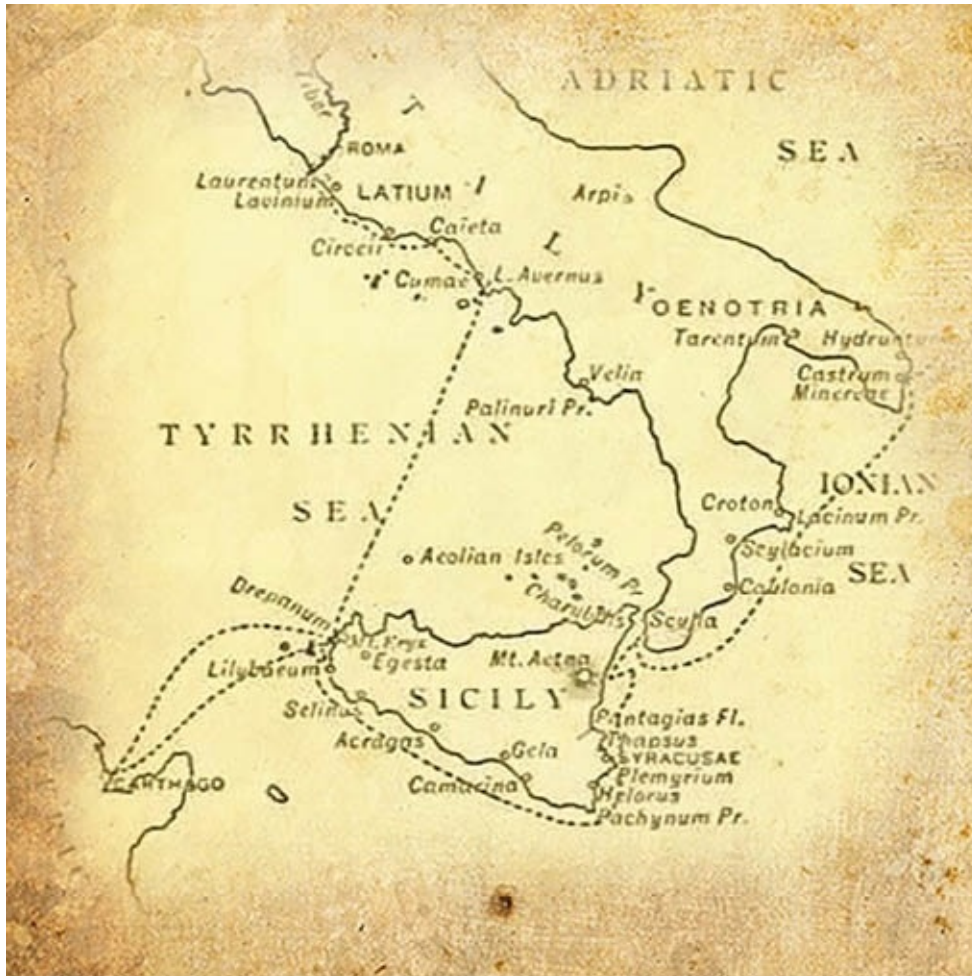 ADRIATIC
SEA
Tiber
ITALY
ROMA
Laurentum
Lavinium
LATIUM
Arpi
Caieta
Circeii
Cumae
L. Avernus
OENOTRIA
Tarentum
Castrum
Minervae
Velia
Palinuri Pr.
TYRRHENIAN
SEA
IONIAN
SEA
Croton
Lacinum Pr.
Scylacium
Caulonia
Aeolian Isles
Pelorum Pr.
Charybdis
Scylla
Drepanum
Mt. Eryx
Egesta
Lilybaeum
Mt. Aetna
SICILY
Selinus
Acragas
Gela
Camarina
Pantagias Fl.
Thapsus
SYRACUSAE
Plemyrium
Helorus
Pachynum Pr.
CARTHAGO